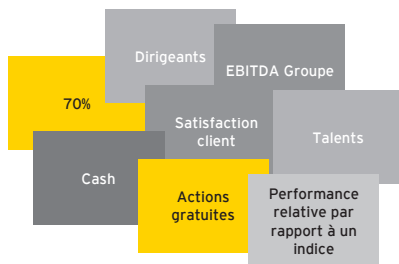 Dirigeants
EBITDA Groupe
70%
Satisfaction
client
Talents
Cash
Actions
gratuites
Performance
relative par
rapport à un
indice